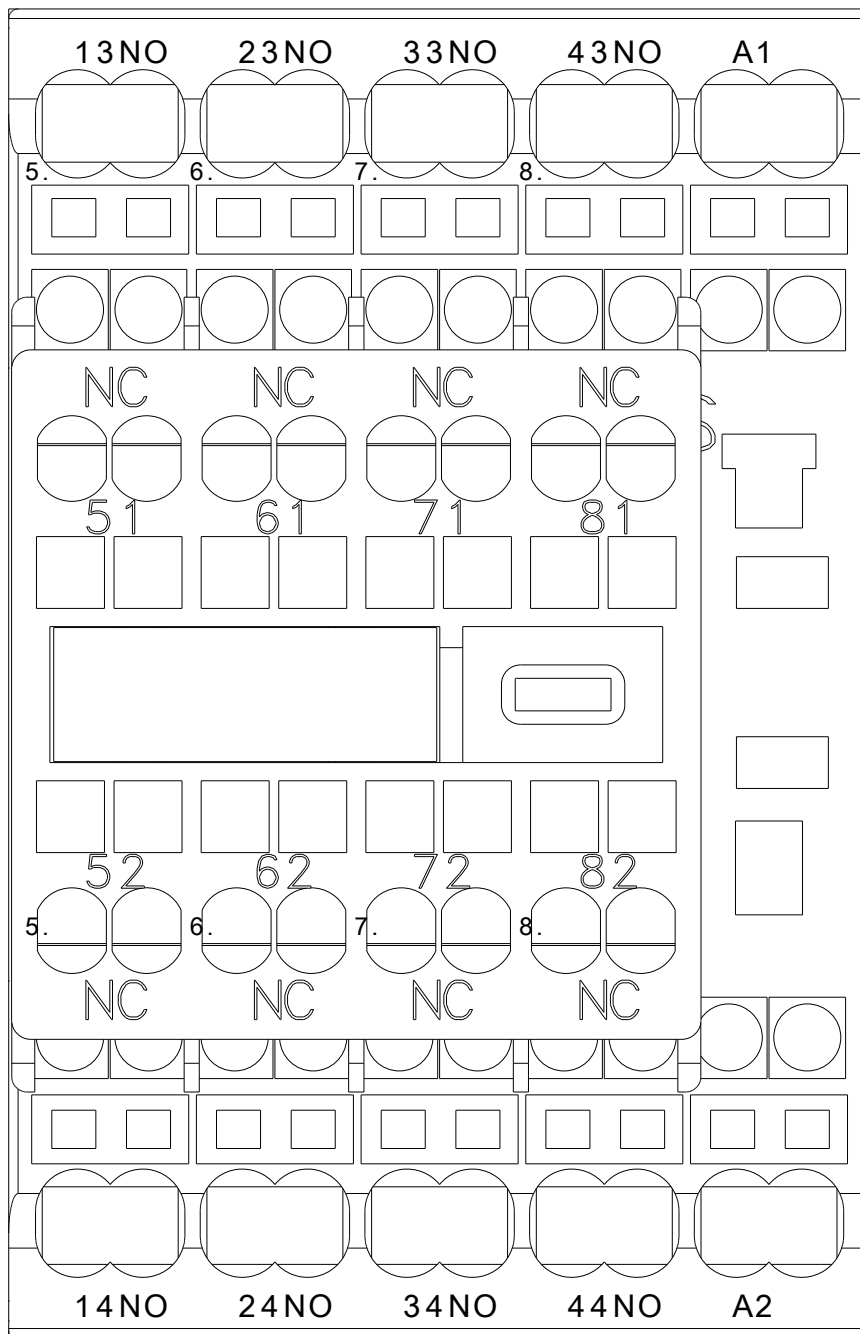 13NO 23NO 33NO 43NO A1
5. 6. 7. 8.
NC NC NC NC
51 61 71 81
52 62 72 82
5. 6. 7. 8.
NC NC NC NC
14NO 24NO 34NO 44NO A2